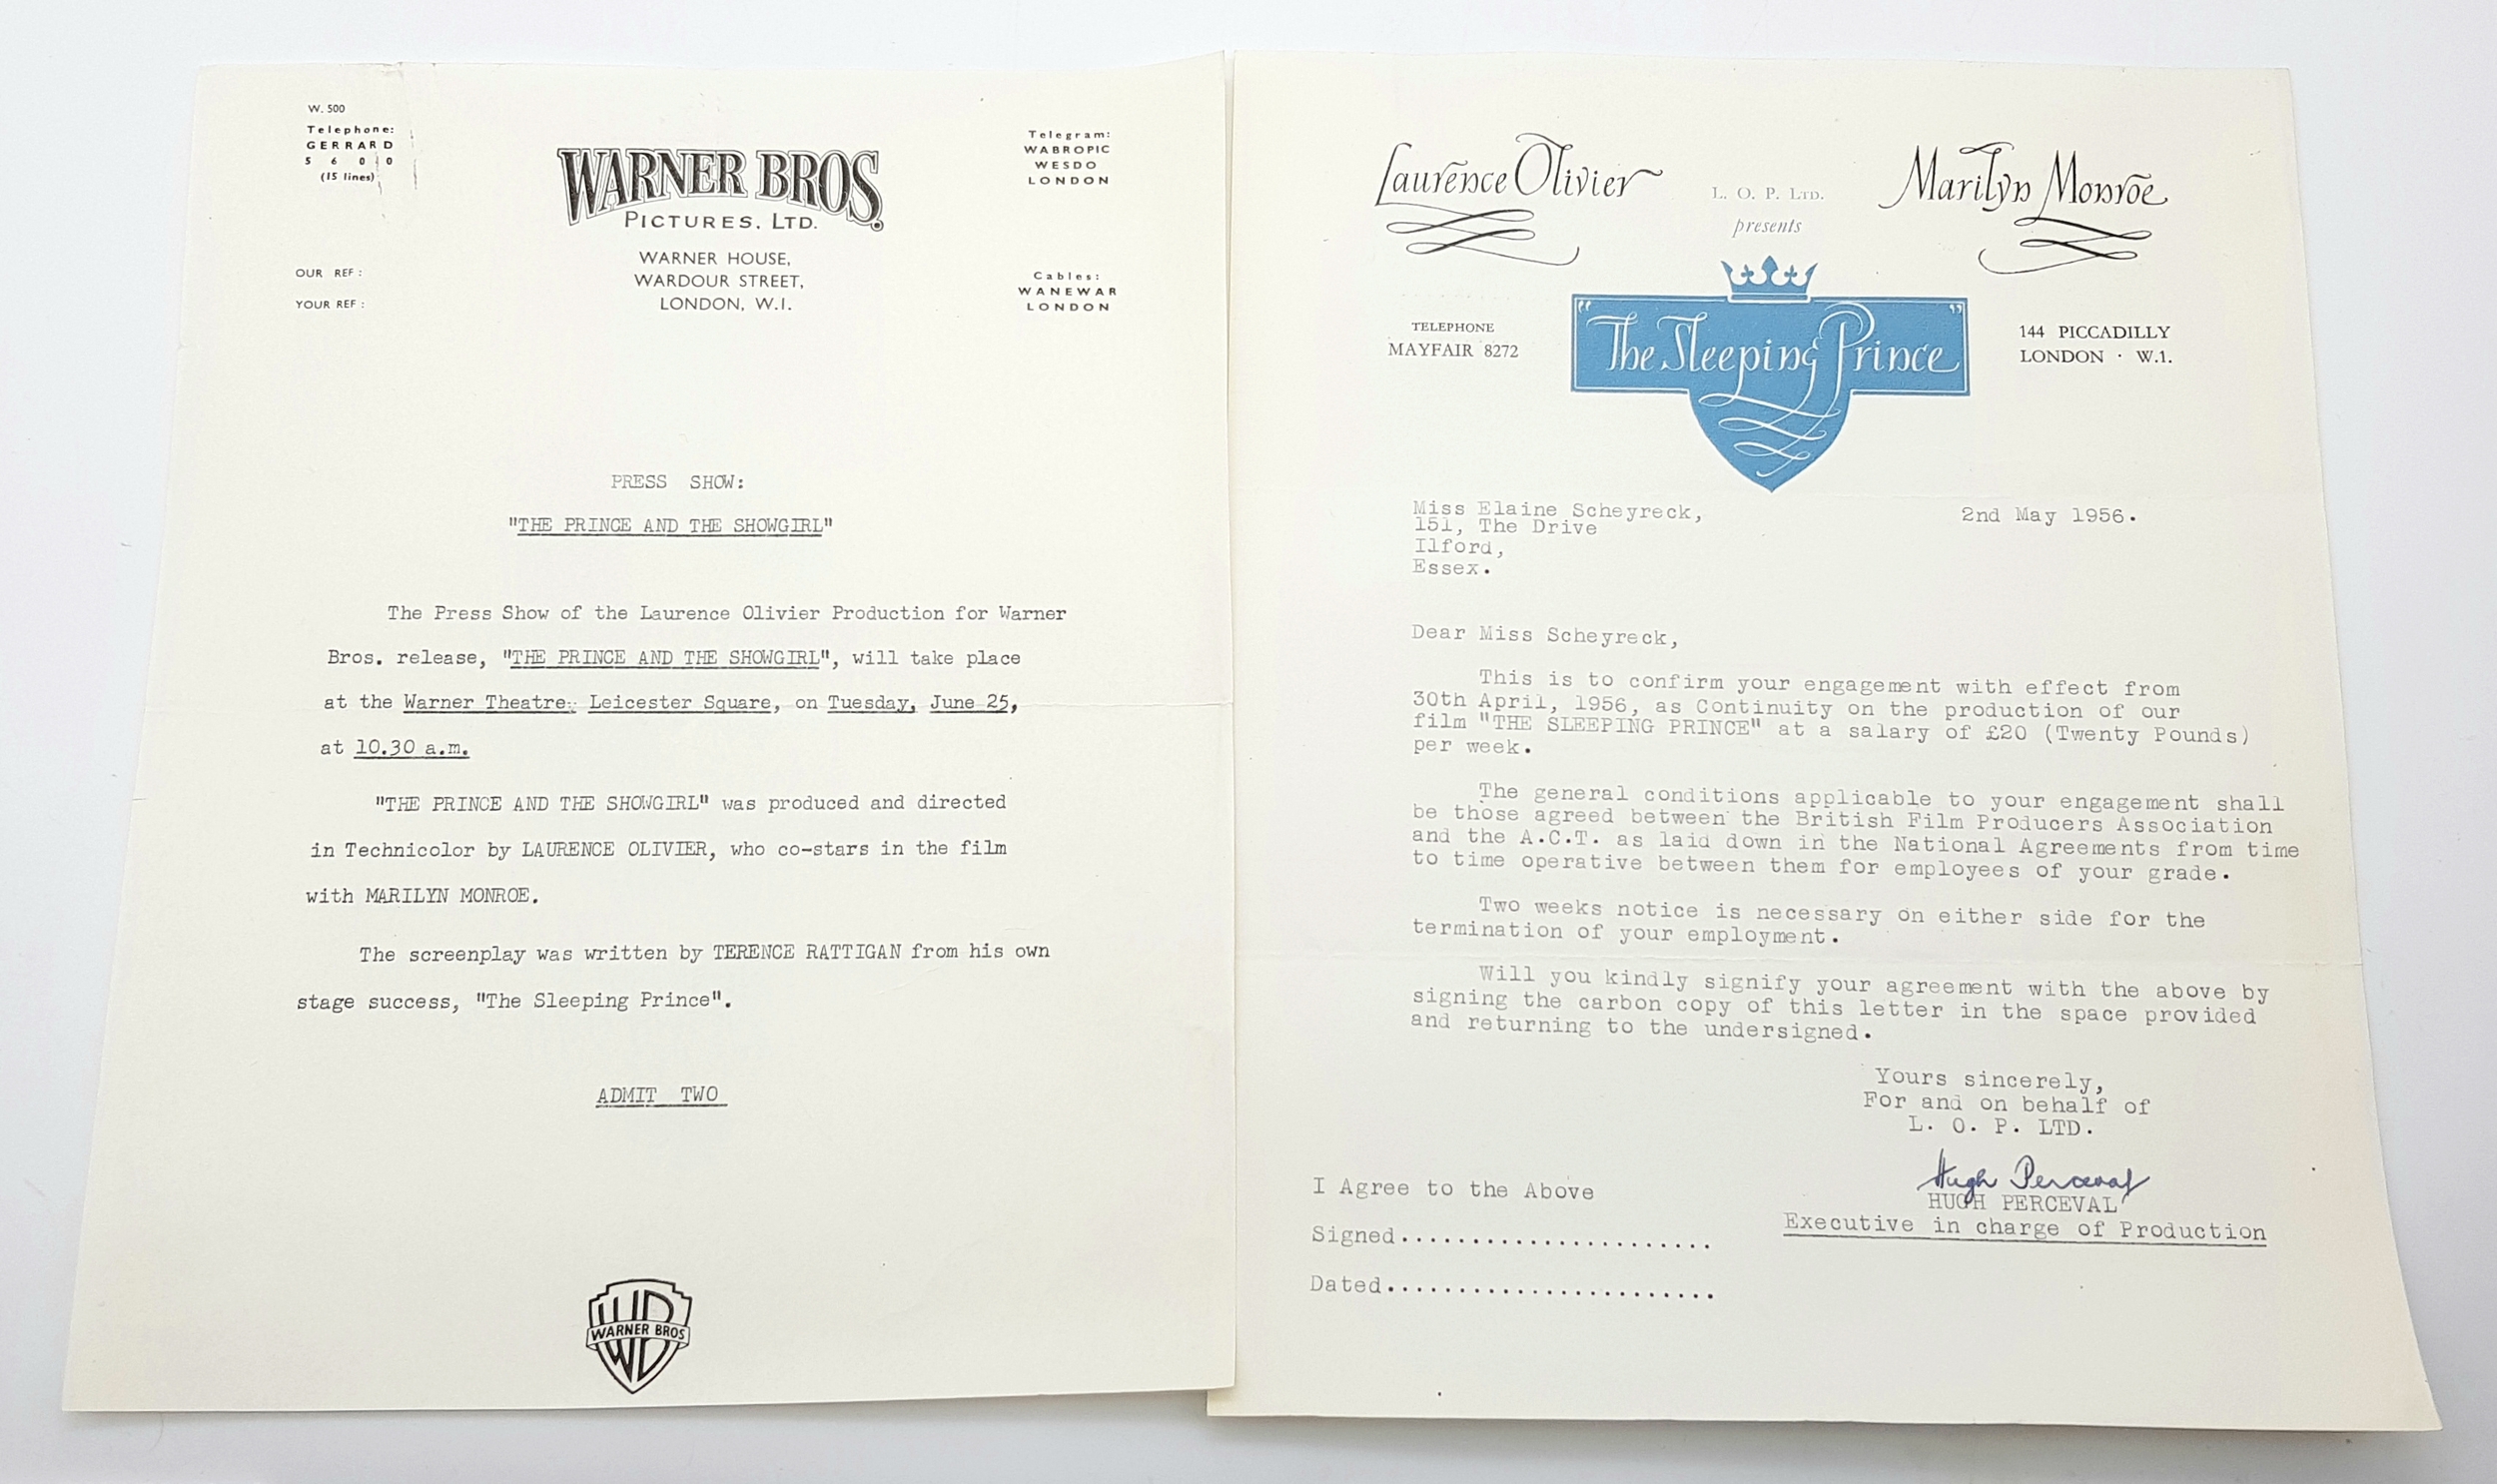 W. 500
Telephone:
GERRARD
5 6 0 0
(15 lines)
WARNER BROS.
PICTURES. LTD.
WARNER HOUSE,
WARDOUR STREET,
LONDON, W.I.
Telegram:
WABROPIC
WESDO
LONDON
OUR REF :
YOUR REF :
Cables:
WANEWAR
LONDON
PRESS SHOW:
"THE PRINCE AND THE SHOWGIRL"
The Press Show of the Laurence Olivier Production for Warner
Bros. release, "THE PRINCE AND THE SHOWGIRL", will take place
at the Warner Theatre, Leicester Square, on Tuesday, June 25,
at 10.30 a.m.
"THE PRINCE AND THE SHOWGIRL" was produced and directed
in Technicolor by LAURENCE OLIVIER, who co-stars in the film
with MARILYN MONROE.
The screenplay was written by TERENCE RATTIGAN from his own
stage success, "The Sleeping Prince".
ADMIT TWO
WB
WARNER BROS
Laurence Olivier
L. O. P. LTD.
presents
Marilyn Monroe
TELEPHONE
MAYFAIR 8272
"The Sleeping Prince"
144 PICCADILLY
LONDON · W.1.
Miss Elaine Scheyreck,
151, The Drive
Ilford,
Essex.
2nd May 1956.
Dear Miss Scheyreck,
This is to confirm your engagement with effect from
30th April, 1956, as Continuity on the production of our
film "THE SLEEPING PRINCE" at a salary of £20 (Twenty Pounds)
per week.
The general conditions applicable to your engagement shall
be those agreed between the British Film Producers Association
and the A.C.T. as laid down in the National Agreements from time
to time operative between them for employees of your grade.
Two weeks notice is necessary on either side for the
termination of your employment.
Will you kindly signify your agreement with the above by
signing the carbon copy of this letter in the space provided
and returning to the undersigned.
Yours sincerely,
For and on behalf of
L. O. P. LTD.
Hugh Perceval
HUGH PERCEVAL
Executive in charge of Production
I Agree to the Above
Signed.......................
Dated........................